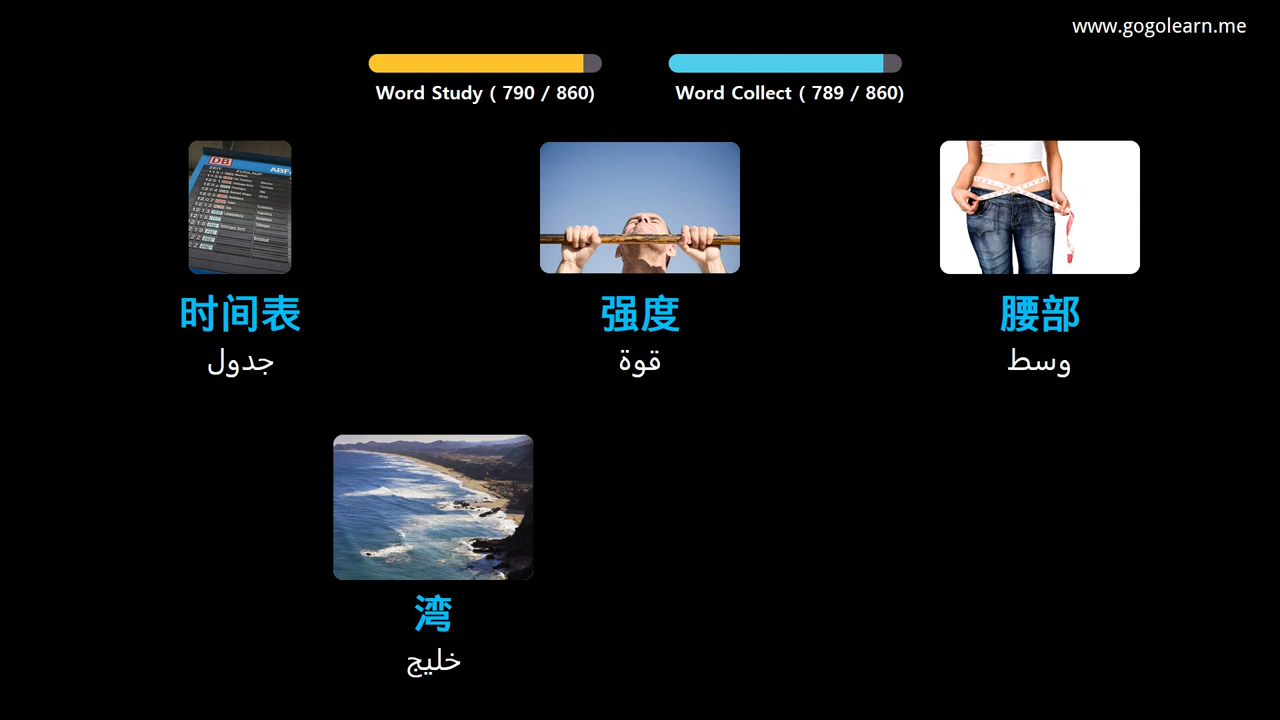 www.gogolearn.me
Word Study ( 790 / 860)
Word Collect ( 789 / 860)
DB
时间表
جدول
强度
قوة
腰部
وسط
湾
خليج